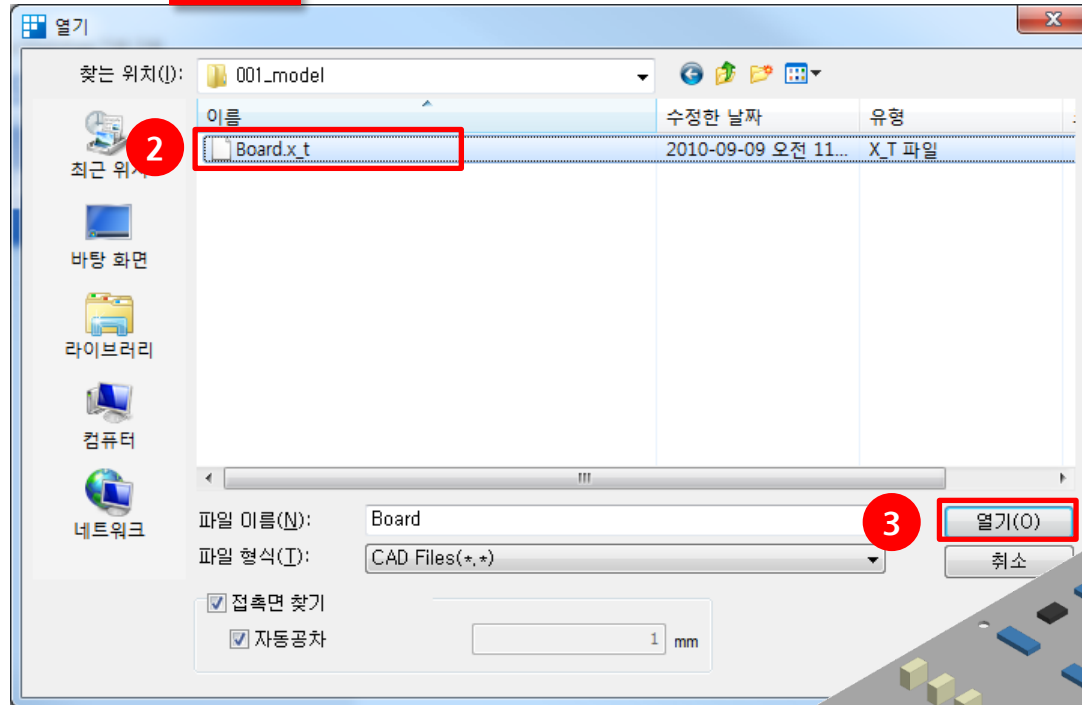 열기
찾는 위치(I): 001_model
이름 수정한 날짜 유형
2 Board.x_t 2010-09-09 오전 11... X_T 파일
최근
바탕 화면
라이브러리
컴퓨터
네트워크
파일 이름(N): Board 3 열기(O)
파일 형식(T): CAD Files(*,*) 취소
접촉면 찾기
자동공차 1 mm